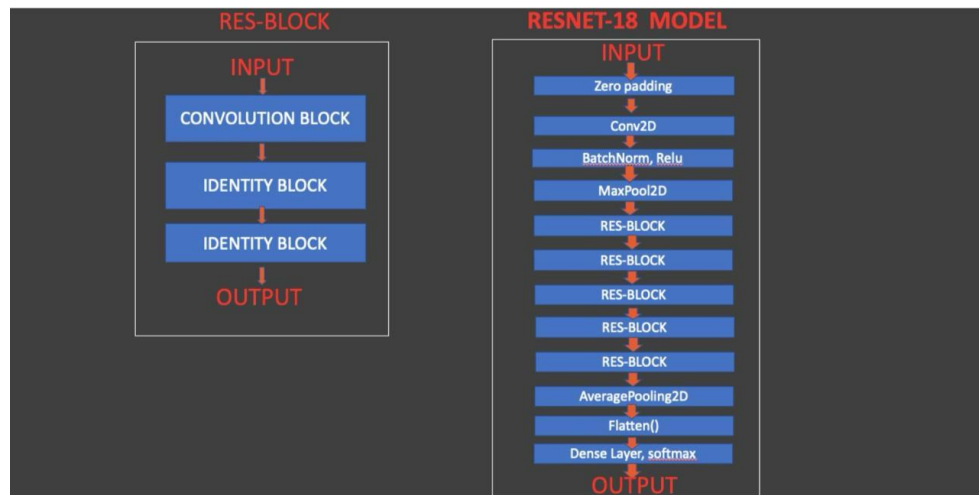 RES-BLOCK
INPUT
CONVOLUTION BLOCK
IDENTITY BLOCK
IDENTITY BLOCK
OUTPUT
RESNET-18 MODEL
INPUT
Zero padding
Conv2D
BatchNorm, Relu
MaxPool2D
RES-BLOCK
RES-BLOCK
RES-BLOCK
RES-BLOCK
RES-BLOCK
AveragePooling2D
Flatten()
Dense Layer, softmax
OUTPUT